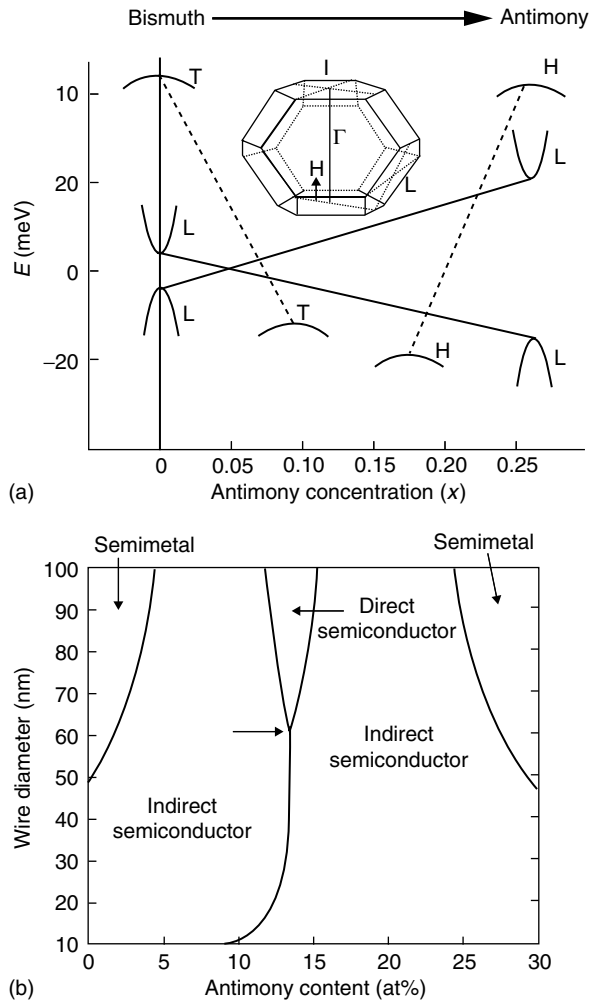 Bismuth Antimony
I
H
T
10
Γ
H
L
20
L
L
E (meV)
0
L
T
H
L
−20
0 0.05 0.10 0.15 0.20 0.25
(a) Antimony concentration (x)
Semimetal Semimetal
100
90
Direct
semiconductor
80
70
Wire diameter (nm)
60
Indirect
semiconductor
50
Indirect
semiconductor
40
30
20
10
0 5 10 15 20 25 30
(b) Antimony content (at%)